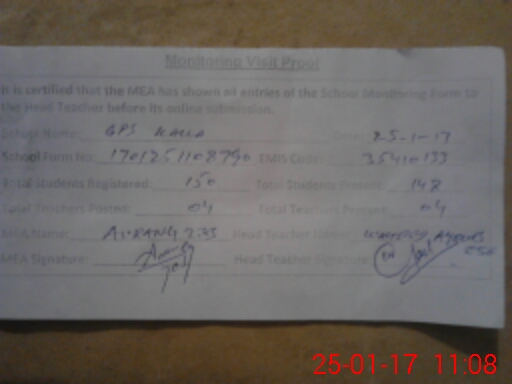 Monitoring Visit Proof
It is certified that the MEA has shown all entries of the School Monitoring Form to
the Head Teacher before its online submission.
School Name: GPS KALLA Date: 25-1-17
School Form No: 1701251108790 EMIS Code: 35410133
Total Students Registered: 150 Total Students Present: 148
Total Teachers Posted: 04 Total Teachers Present: 04
MEA Name: Head Teacher Name:
MEA Signature: Head Teacher Signature:
25-01-17 11:08